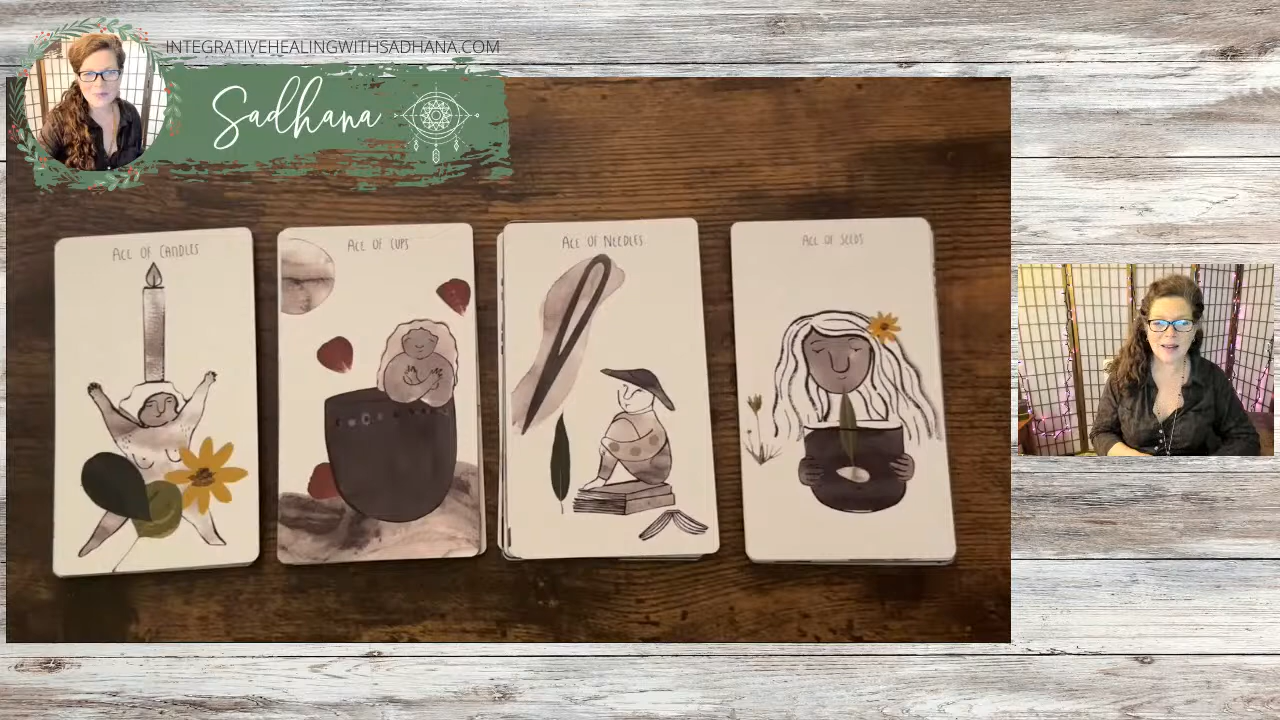 INTEGRATIVEHEALINGWITHSADHANA.COM
Sadhana
ACE OF CANDLES
ACE OF CUPS
ACE OF NEEDLES
ACE OF SEEDS